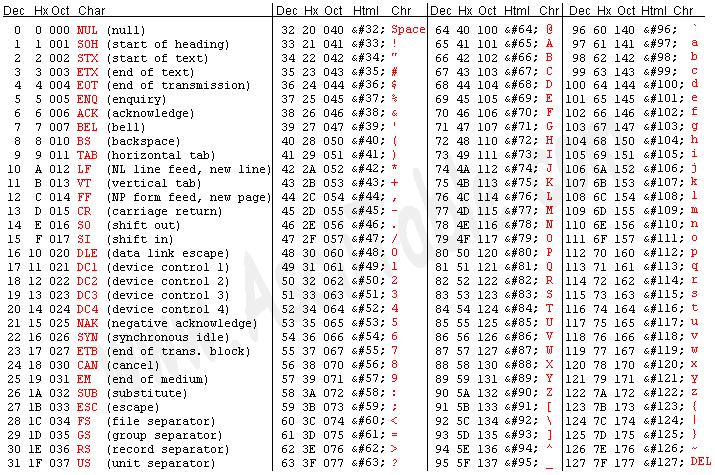 Dec Hx Oct Char Dec Hx Oct Html Chr Dec Hx Oct Html Chr Dec Hx Oct Html Chr
0 0 000 NUL (null) 32 20 040 &#32; Space 64 40 100 &#64; @ 96 60 140 &#96; `
1 1 001 SOH (start of heading) 33 21 041 &#33; ! 65 41 101 &#65; A 97 61 141 &#97; a
2 2 002 STX (start of text) 34 22 042 &#34; " 66 42 102 &#66; B 98 62 142 &#98; b
3 3 003 ETX (end of text) 35 23 043 &#35; # 67 43 103 &#67; C 99 63 143 &#99; c
4 4 004 EOT (end of transmission) 36 24 044 &#36; $ 68 44 104 &#68; D 100 64 144 &#100; d
5 5 005 ENQ (enquiry) 37 25 045 &#37; % 69 45 105 &#69; E 101 65 145 &#101; e
6 6 006 ACK (acknowledge) 38 26 046 &#38; & 70 46 106 &#70; F 102 66 146 &#102; f
7 7 007 BEL (bell) 39 27 047 &#39; ' 71 47 107 &#71; G 103 67 147 &#103; g
8 8 010 BS (backspace) 40 28 050 &#40; ( 72 48 110 &#72; H 104 68 150 &#104; h
9 9 011 TAB (horizontal tab) 41 29 051 &#41; ) 73 49 111 &#73; I 105 69 151 &#105; i
10 A 012 LF (NL line feed, new line) 42 2A 052 &#42; * 74 4A 112 &#74; J 106 6A 152 &#106; j
11 B 013 VT (vertical tab) 43 2B 053 &#43; + 75 4B 113 &#75; K 107 6B 153 &#107; k
12 C 014 FF (NP form feed, new page) 44 2C 054 &#44; , 76 4C 114 &#76; L 108 6C 154 &#108; l
13 D 015 CR (carriage return) 45 2D 055 &#45; - 77 4D 115 &#77; M 109 6D 155 &#109; m
14 E 016 SO (shift out) 46 2E 056 &#46; . 78 4E 116 &#78; N 110 6E 156 &#110; n
15 F 017 SI (shift in) 47 2F 057 &#47; / 79 4F 117 &#79; O 111 6F 157 &#111; o
16 10 020 DLE (data link escape) 48 30 060 &#48; 0 80 50 120 &#80; P 112 70 160 &#112; p
17 11 021 DC1 (device control 1) 49 31 061 &#49; 1 81 51 121 &#81; Q 113 71 161 &#113; q
18 12 022 DC2 (device control 2) 50 32 062 &#50; 2 82 52 122 &#82; R 114 72 162 &#114; r
19 13 023 DC3 (device control 3) 51 33 063 &#51; 3 83 53 123 &#83; S 115 73 163 &#115; s
20 14 024 DC4 (device control 4) 52 34 064 &#52; 4 84 54 124 &#84; T 116 74 164 &#116; t
21 15 025 NAK (negative acknowledge) 53 35 065 &#53; 5 85 55 125 &#85; U 117 75 165 &#117; u
22 16 026 SYN (synchronous idle) 54 36 066 &#54; 6 86 56 126 &#86; V 118 76 166 &#118; v
23 17 027 ETB (end of trans. block) 55 37 067 &#55; 7 87 57 127 &#87; W 119 77 167 &#119; w
24 18 030 CAN (cancel) 56 38 070 &#56; 8 88 58 130 &#88; X 120 78 170 &#120; x
25 19 031 EM (end of medium) 57 39 071 &#57; 9 89 59 131 &#89; Y 121 79 171 &#121; y
26 1A 032 SUB (substitute) 58 3A 072 &#58; : 90 5A 132 &#90; Z 122 7A 172 &#122; z
27 1B 033 ESC (escape) 59 3B 073 &#59; ; 91 5B 133 &#91; [ 123 7B 173 &#123; {
28 1C 034 FS (file separator) 60 3C 074 &#60; < 92 5C 134 &#92; \ 124 7C 174 &#124; |
29 1D 035 GS (group separator) 61 3D 075 &#61; = 93 5D 135 &#93; ] 125 7D 175 &#125; }
30 1E 036 RS (record separator) 62 3E 076 &#62; > 94 5E 136 &#94; ^ 126 7E 176 &#126; ~
31 1F 037 US (unit separator) 63 3F 077 &#63; ? 95 5F 137 &#95; _ 127 7F 177 &#127; DEL